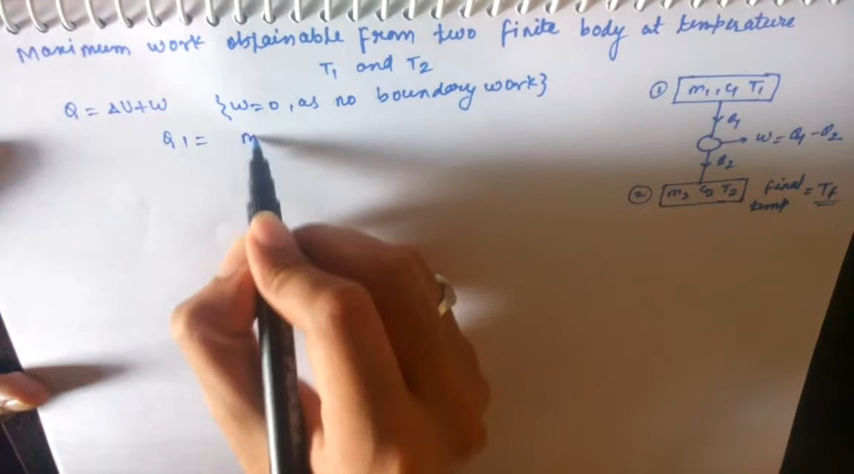 Maximum work obtainable from two finite body at temperature
T₁ and T₂
Q = ΔU + W {W=0, as no boundary work}
Q₁ = m
① m₁, c₁ T₁
Q₁
W = Q₁ - Q₂
Q₂
② m₂ c₂ T₂ final temp = Tf